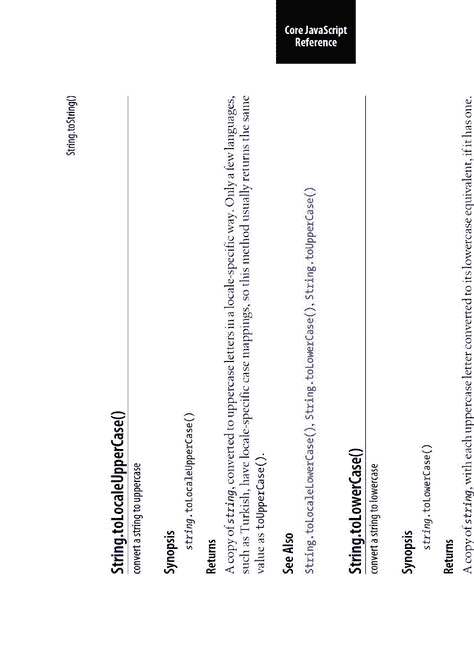 Core JavaScript
Reference
String.toString()
String.toLocaleUpperCase()
convert a string to uppercase
Synopsis
string.toLocaleUpperCase()
Returns
A copy of string, converted to uppercase letters in a locale-specific way. Only a few languages,
such as Turkish, have locale-specific case mappings, so this method usually returns the same
value as toUpperCase().
See Also
String.toLocaleLowerCase(), String.toLowerCase(), String.toUpperCase()
String.toLowerCase()
convert a string to lowercase
Synopsis
string.toLowerCase()
Returns
A copy of string, with each uppercase letter converted to its lowercase equivalent, if it has one.